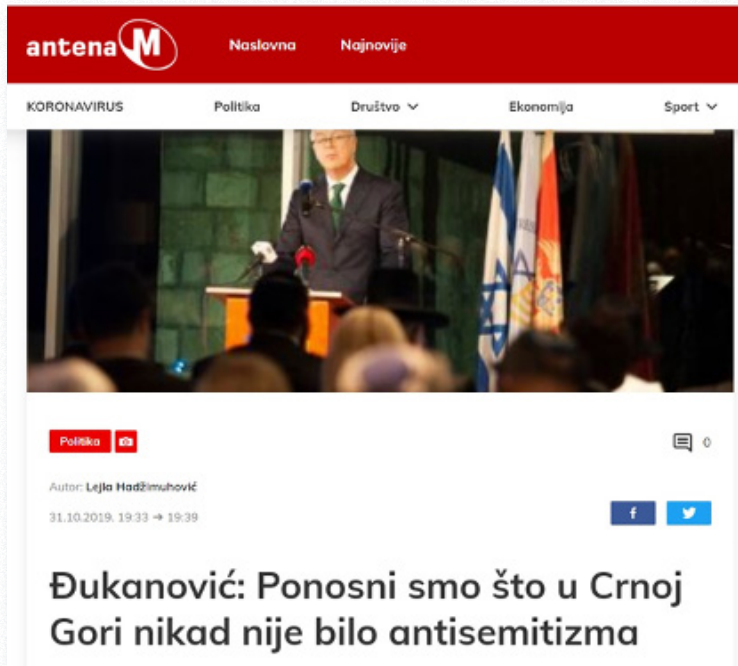 antena M
Naslovna
Najnovije
KORONAVIRUS
Politika
Društvo
Ekonomija
Sport
Politika
0
Autor: Lejla Hadžimuhović
31.10.2019. 19:33 → 19:39
Đukanović: Ponosni smo što u Crnoj
Gori nikad nije bilo antisemitizma